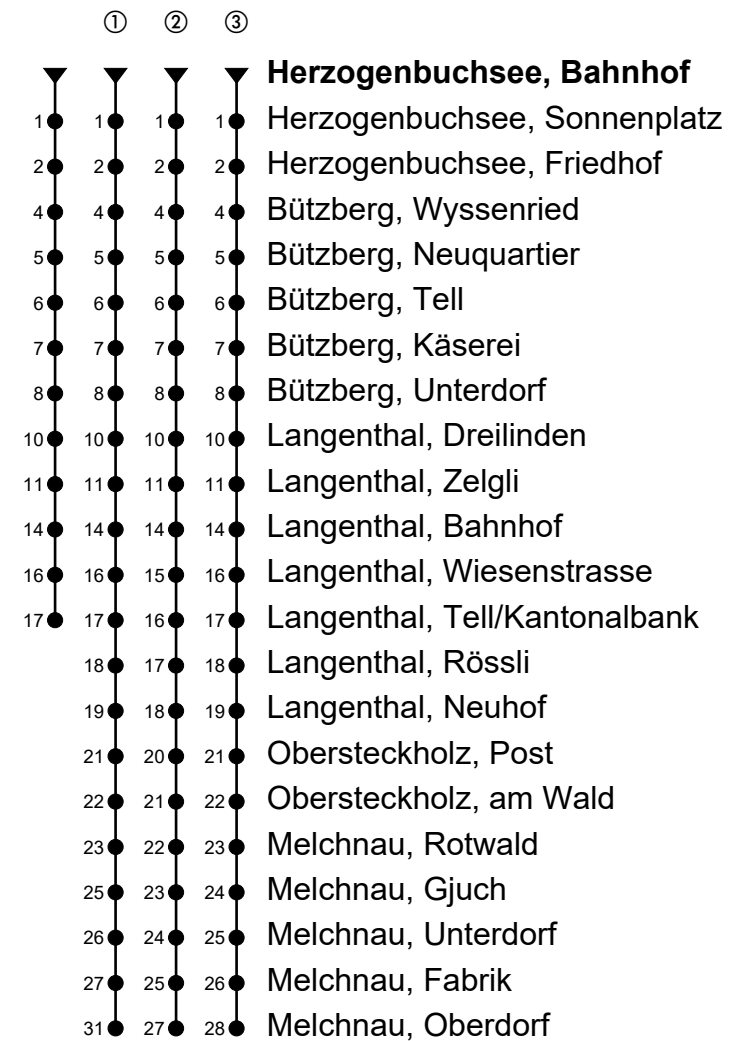 ① ② ③
Herzogenbuchsee, Bahnhof
1 1 1 1 Herzogenbuchsee, Sonnenplatz
2 2 2 2 Herzogenbuchsee, Friedhof
4 4 4 4 Bützberg, Wyssenried
5 5 5 5 Bützberg, Neuquartier
6 6 6 6 Bützberg, Tell
7 7 7 7 Bützberg, Käserei
8 8 8 8 Bützberg, Unterdorf
10 10 10 10 Langenthal, Dreilinden
11 11 11 11 Langenthal, Zelgli
14 14 14 14 Langenthal, Bahnhof
16 16 15 16 Langenthal, Wiesenstrasse
17 17 16 17 Langenthal, Tell/Kantonalbank
18 17 18 Langenthal, Rössli
19 18 19 Langenthal, Neuhof
21 20 21 Obersteckholz, Post
22 21 22 Obersteckholz, am Wald
23 22 23 Melchnau, Rotwald
25 23 24 Melchnau, Gjuch
26 24 25 Melchnau, Unterdorf
27 25 26 Melchnau, Fabrik
31 27 28 Melchnau, Oberdorf